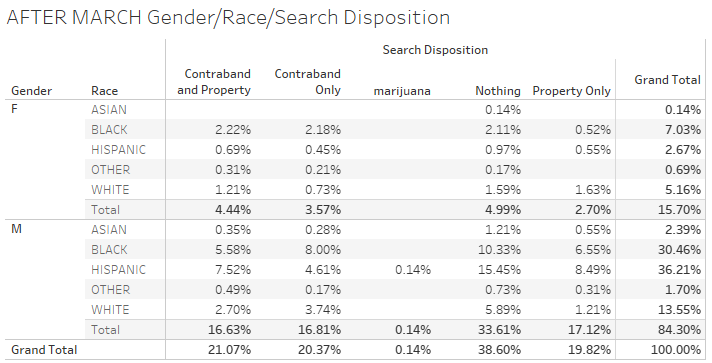 AFTER MARCH Gender/Race/Search Disposition
Search Disposition
Gender Race Contraband and Property Contraband Only marijuana Nothing Property Only Grand Total
F ASIAN 0.14% 0.14%
BLACK 2.22% 2.18% 2.11% 0.52% 7.03%
HISPANIC 0.69% 0.45% 0.97% 0.55% 2.67%
OTHER 0.31% 0.21% 0.17% 0.69%
WHITE 1.21% 0.73% 1.59% 1.63% 5.16%
Total 4.44% 3.57% 4.99% 2.70% 15.70%
M ASIAN 0.35% 0.28% 1.21% 0.55% 2.39%
BLACK 5.58% 8.00% 10.33% 6.55% 30.46%
HISPANIC 7.52% 4.61% 0.14% 15.45% 8.49% 36.21%
OTHER 0.49% 0.17% 0.73% 0.31% 1.70%
WHITE 2.70% 3.74% 5.89% 1.21% 13.55%
Total 16.63% 16.81% 0.14% 33.61% 17.12% 84.30%
Grand Total 21.07% 20.37% 0.14% 38.60% 19.82% 100.00%